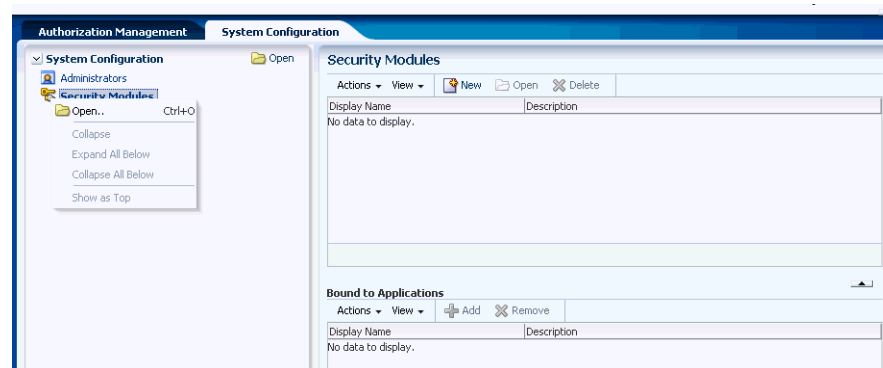 Authorization Management System Configuration
System Configuration Open
Administrators
Security Modules
Open.. Ctrl+O
Collapse
Expand All Below
Collapse All Below
Show as Top
Security Modules
Actions View New Open Delete
Display Name Description
No data to display.
Bound to Applications
Actions View Add Remove
Display Name Description
No data to display.